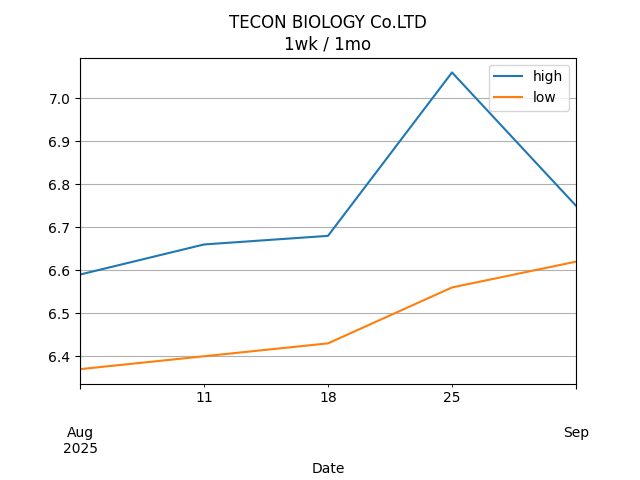 TECON BIOLOGY Co.LTD
1wk / 1mo
high
low
7.0
6.9
6.8
6.7
6.6
6.5
6.4
11
18
25
Aug
2025
Sep
Date